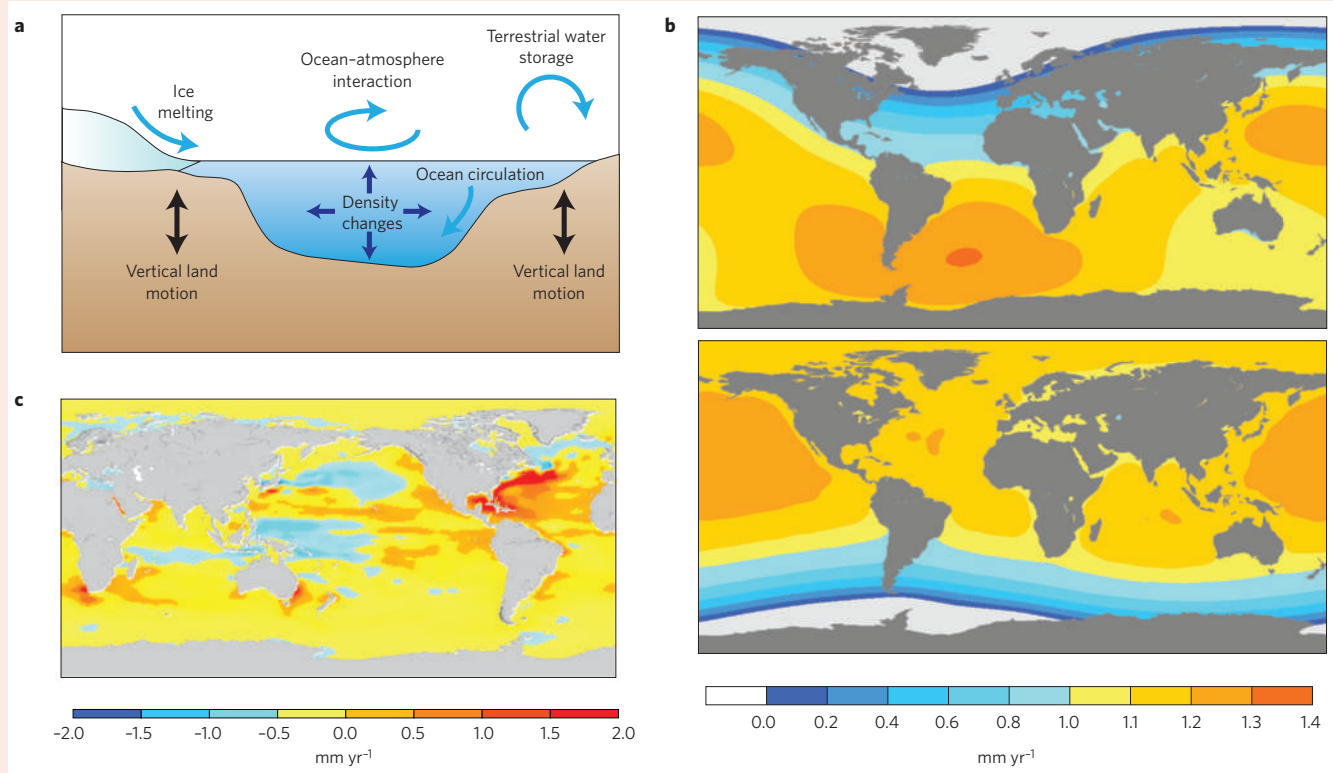 a
Ice
melting
Ocean–atmosphere
interaction
Terrestrial water
storage
Ocean circulation
Density
changes
Vertical land
motion
Vertical land
motion
b
0.0 0.2 0.4 0.6 0.8 1.0 1.1 1.2 1.3 1.4
mm yr⁻¹
c
–2.0 –1.5 –1.0 –0.5 0.0 0.5 1.0 1.5 2.0
mm yr⁻¹